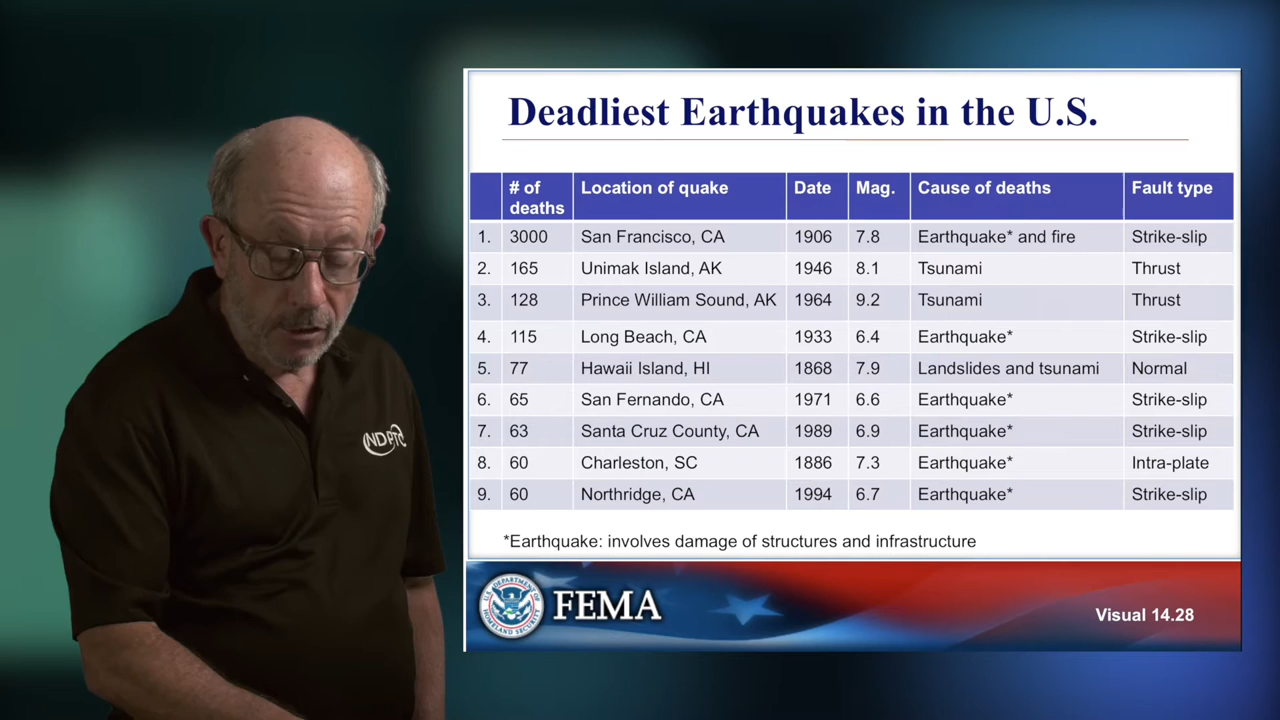 Deadliest Earthquakes in the U.S.
# of deaths Location of quake Date Mag. Cause of deaths Fault type
1. 3000 San Francisco, CA 1906 7.8 Earthquake* and fire Strike-slip
2. 165 Unimak Island, AK 1946 8.1 Tsunami Thrust
3. 128 Prince William Sound, AK 1964 9.2 Tsunami Thrust
4. 115 Long Beach, CA 1933 6.4 Earthquake* Strike-slip
5. 77 Hawaii Island, HI 1868 7.9 Landslides and tsunami Normal
6. 65 San Fernando, CA 1971 6.6 Earthquake* Strike-slip
7. 63 Santa Cruz County, CA 1989 6.9 Earthquake* Strike-slip
8. 60 Charleston, SC 1886 7.3 Earthquake* Intra-plate
9. 60 Northridge, CA 1994 6.7 Earthquake* Strike-slip
*Earthquake: involves damage of structures and infrastructure
U.S. DEPARTMENT OF HOMELAND SECURITY
FEMA
Visual 14.28
NDPTC